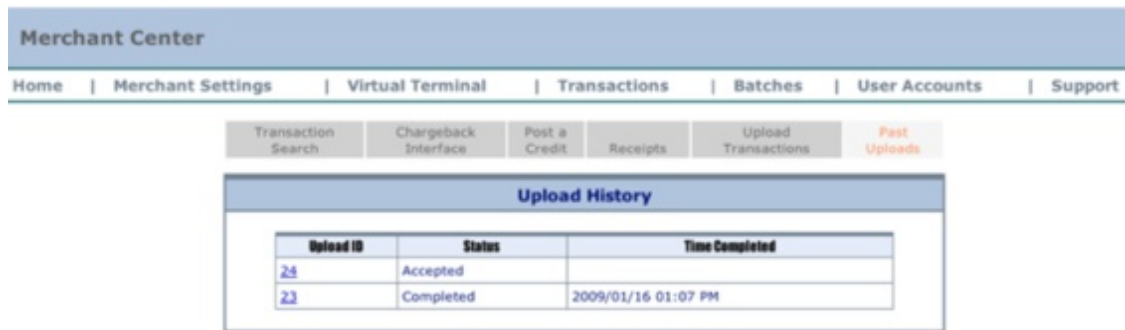 Merchant Center
Home | Merchant Settings | Virtual Terminal | Transactions | Batches | User Accounts | Support
Transaction Search Chargeback Interface Post a Credit Receipts Upload Transactions Past Uploads
Upload History
Upload ID Status Time Completed
24 Accepted
23 Completed 2009/01/16 01:07 PM